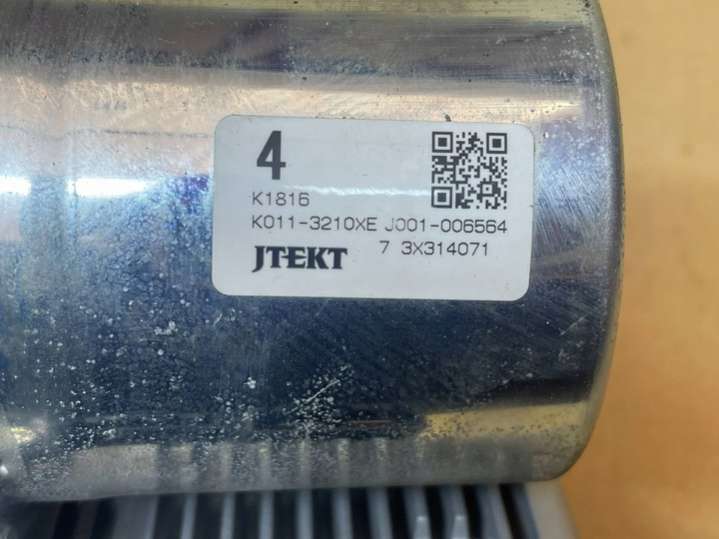 4
K1816
K011-3210XE J001-006564
JTEKT 7 3X314071